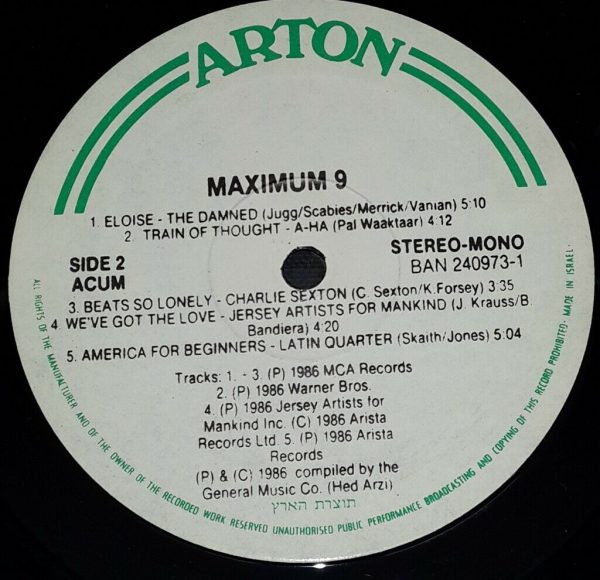 ARTON
MAXIMUM 9
1. ELOISE - THE DAMNED (Jugg/Scabies/Merrick/Vanian) 5:10
2. TRAIN OF THOUGHT - A-HA (Pal Waaktaar) 4:12
SIDE 2
ACUM
STEREO-MONO
BAN 240973-1
3. BEATS SO LONELY - CHARLIE SEXTON (C. Sexton/K.Forsey) 3:35
4 WE'VE GOT THE LOVE - JERSEY ARTISTS FOR MANKIND (J. Krauss/B.
Bandiera) 4:20
5. AMERICA FOR BEGINNERS - LATIN QUARTER (Skaith/Jones) 5:04
Tracks: 1. - 3. (P) 1986 MCA Records
2. (P) 1986 Warner Bros.
4. (P) 1986 Jersey Artists for
Mankind Inc. (C) 1986 Arista
Records Ltd. 5. (P) 1986 Arista
Records
(P) & (C) 1986 compiled by the
General Music Co. (Hed Arzi)
תוצרת הארץ
ALL RIGHTS OF THE MANUFACTURER AND OF THE OWNER OF THE RECORDED WORK RESERVED UNAUTHORISED PUBLIC PERFORMANCE BROADCASTING AND COPYING OF THIS RECORD PROHIBITED· MADE IN ISRAEL·